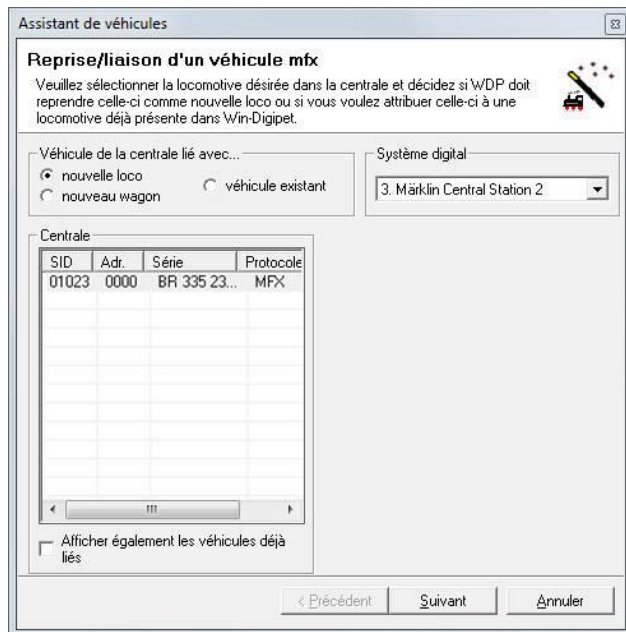 Assistant de véhicules
Reprise/liaison d'un véhicule mfx
Veuillez sélectionner la locomotive désirée dans la centrale et décidez si WDP doit
reprendre celle-ci comme nouvelle loco ou si vous voulez attribuer celle-ci à une
locomotive déjà présente dans Win-Digipet.
Véhicule de la centrale lié avec...
nouvelle loco
nouveau wagon
véhicule existant
Système digital
3. Märklin Central Station 2
Centrale
SID Adr. Série Protocole
01023 0000 BR 335 23... MFX
Afficher également les véhicules déjà
liés
< Précédent Suivant Annuler